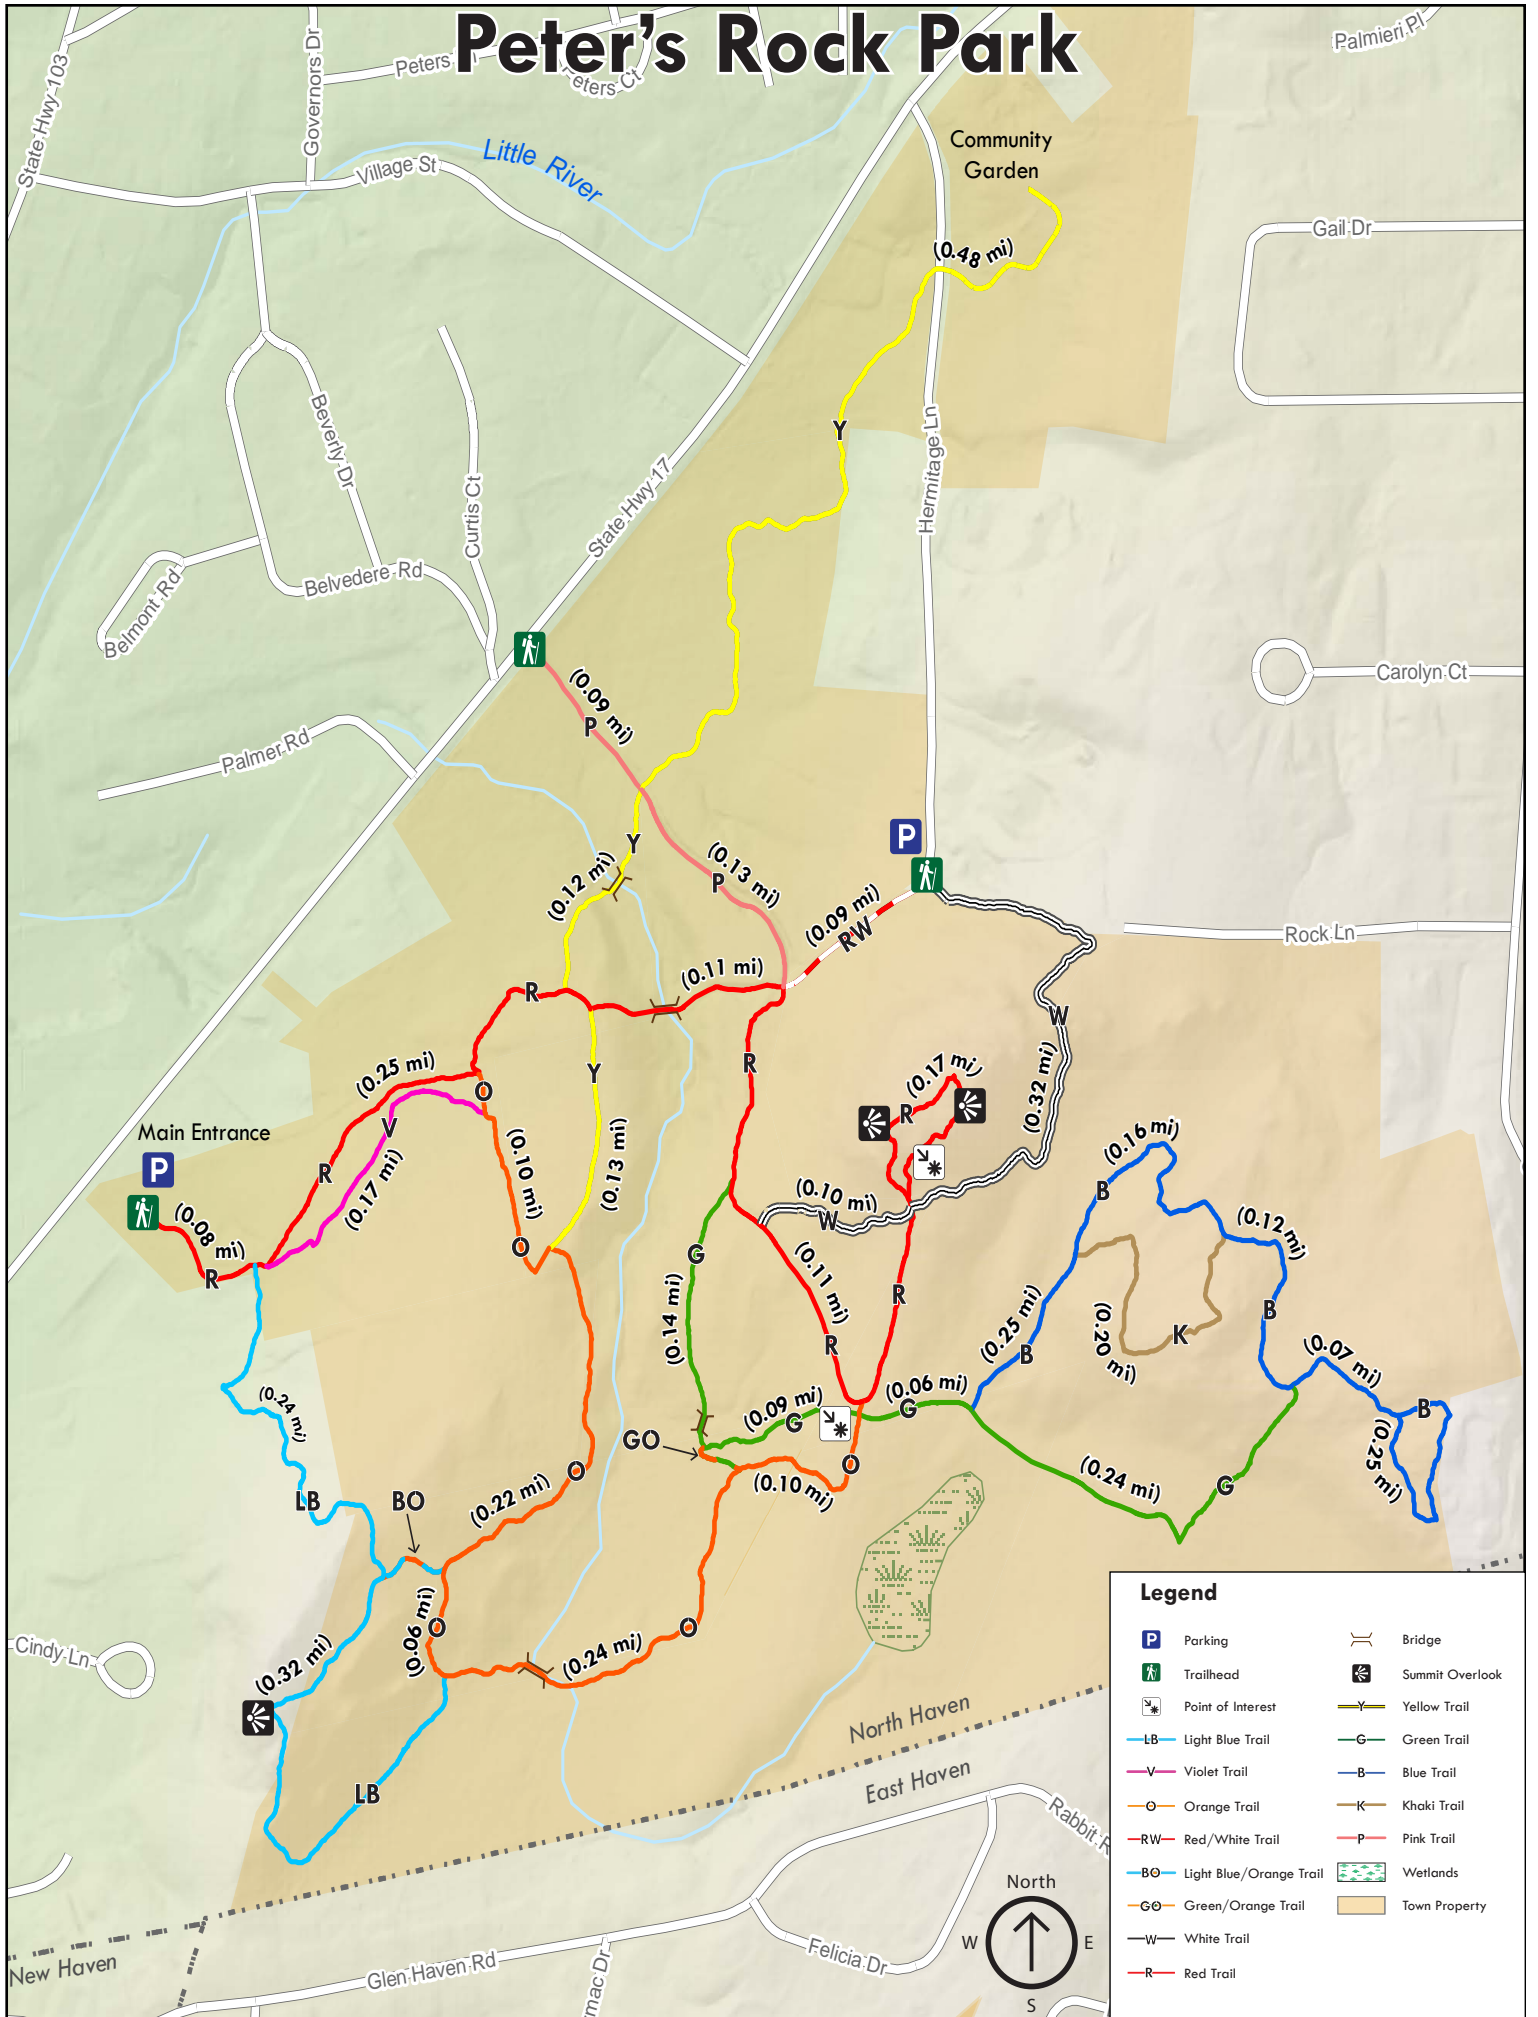 Peter's Rock Park
State Hwy 103
Governors Dr
Peters
Peters Ct
Palmieri Pl
Village St
Little River
Community
Garden
(0.48 mi)
Gail Dr
Y
Hermitage Ln
Beverly Dr
Curtis Ct
State Hwy 17
Belvedere Rd
Belmont Rd
(0.09 mi)
P
Carolyn Ct
Palmer Rd
Y
(0.12 mi)
(0.13 mi)
P
P
(0.09 mi)
RW
Rock Ln
(0.11 mi)
R
W
(0.32 mi)
(0.25 mi)
O
Y
R
(0.17 mi)
R
Main Entrance
P
V
R
(0.17 mi)
(0.10 mi)
(0.13 mi)
(0.08 mi)
R
O
G
(0.10 mi)
W
(0.16 mi)
B
(0.12 mi)
B
(0.14 mi)
(0.11 mi)
R
R
(0.25 mi)
B
(0.20 mi)
K
(0.07 mi)
B
(0.25 mi)
(0.24 mi)
(0.09 mi)
G
(0.06 mi)
G
GO
O
(0.10 mi)
(0.24 mi)
G
LB
BO
(0.22 mi)
O
(0.06 mi)
O
(0.24 mi)
O
Cindy Ln
(0.32 mi)
LB
North Haven
East Haven
Rabbit R
New Haven
Glen Haven Rd
rmac Dr
Felicia Dr
North
W
E
S
Legend
P Parking
Bridge
Trailhead
Summit Overlook
Point of Interest
Y Yellow Trail
LB Light Blue Trail
G Green Trail
V Violet Trail
B Blue Trail
O Orange Trail
K Khaki Trail
RW Red/White Trail
P Pink Trail
BO Light Blue/Orange Trail
Wetlands
GO Green/Orange Trail
Town Property
W White Trail
R Red Trail